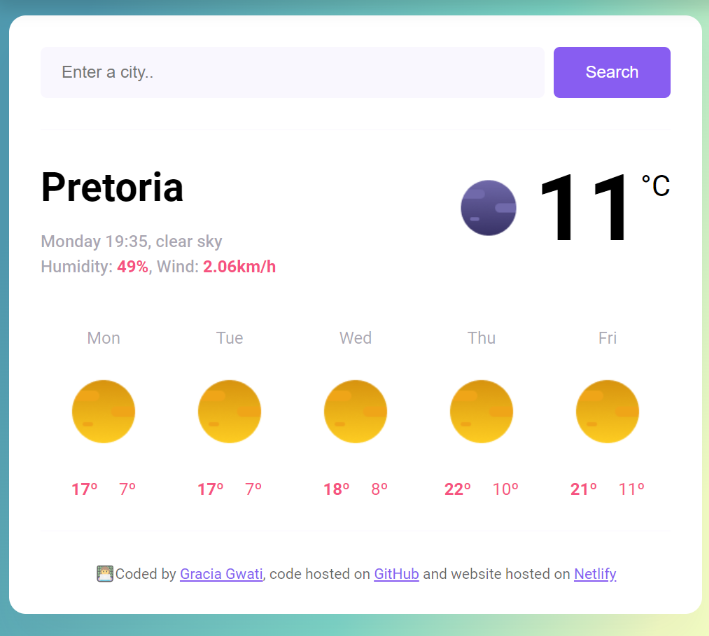 Enter a city..
Search
Pretoria
11 °C
Monday 19:35, clear sky
Humidity: 49%, Wind: 2.06km/h
Mon Tue Wed Thu Fri
17° 7° 17° 7° 18° 8° 22° 10° 21° 11°
Coded by Gracia Gwati, code hosted on GitHub and website hosted on Netlify